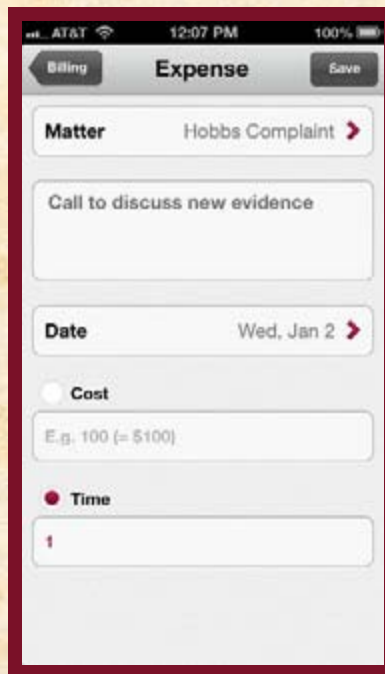 AT&T 12:07 PM 100%
Billing Expense Save
Matter Hobbs Complaint
Call to discuss new evidence
Date Wed, Jan 2
Cost
E.g. 100 (= $100)
Time
1